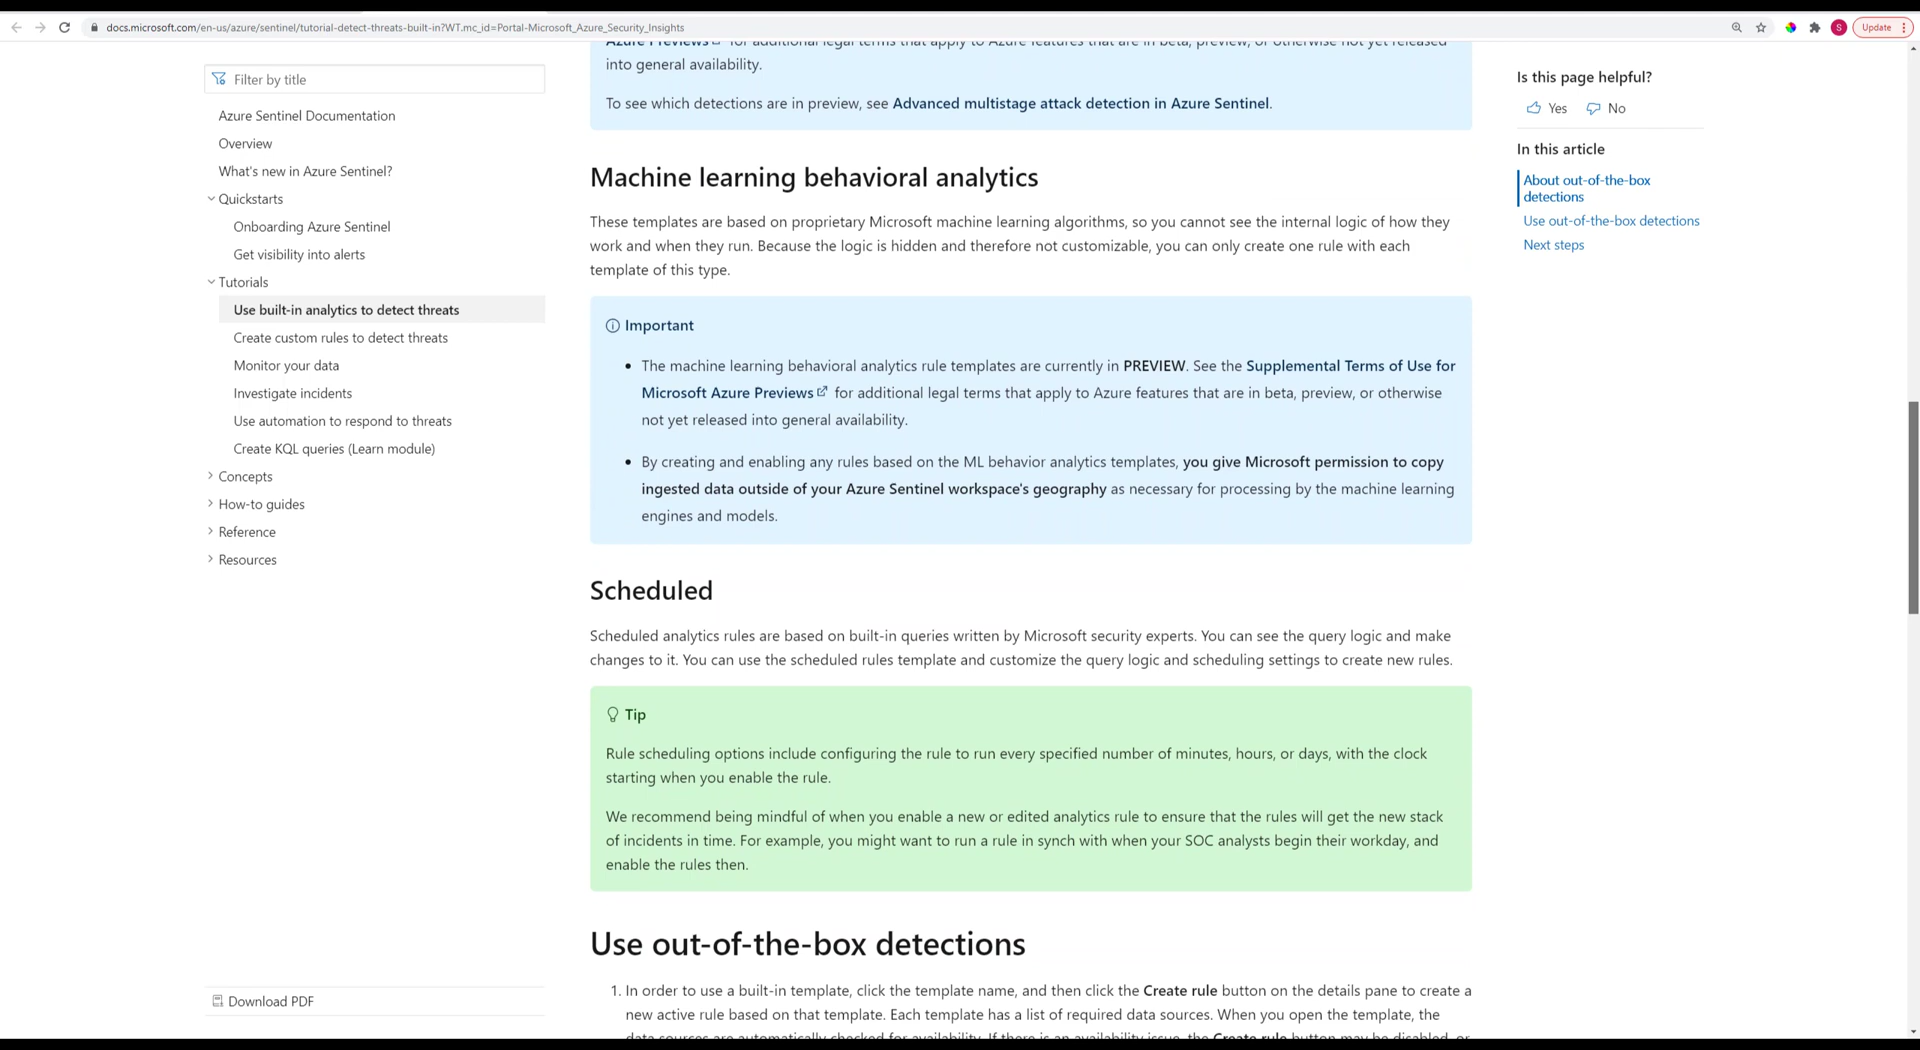 docs.microsoft.com/en-us/azure/sentinel/tutorial-detect-threats-built-in?WT.mc_id=Portal-Microsoft_Azure_Security_Insights
S
Update
Filter by title
Azure Sentinel Documentation
Overview
What's new in Azure Sentinel?
Quickstarts
Onboarding Azure Sentinel
Get visibility into alerts
Tutorials
Use built-in analytics to detect threats
Create custom rules to detect threats
Monitor your data
Investigate incidents
Use automation to respond to threats
Create KQL queries (Learn module)
Concepts
How-to guides
Reference
Resources
Download PDF
Azure Previews for additional legal terms that apply to Azure features that are in beta, preview, or otherwise not yet released
into general availability.
To see which detections are in preview, see Advanced multistage attack detection in Azure Sentinel.
Machine learning behavioral analytics
These templates are based on proprietary Microsoft machine learning algorithms, so you cannot see the internal logic of how they
work and when they run. Because the logic is hidden and therefore not customizable, you can only create one rule with each
template of this type.
Important
• The machine learning behavioral analytics rule templates are currently in PREVIEW. See the Supplemental Terms of Use for
Microsoft Azure Previews for additional legal terms that apply to Azure features that are in beta, preview, or otherwise
not yet released into general availability.
• By creating and enabling any rules based on the ML behavior analytics templates, you give Microsoft permission to copy
ingested data outside of your Azure Sentinel workspace's geography as necessary for processing by the machine learning
engines and models.
Scheduled
Scheduled analytics rules are based on built-in queries written by Microsoft security experts. You can see the query logic and make
changes to it. You can use the scheduled rules template and customize the query logic and scheduling settings to create new rules.
Tip
Rule scheduling options include configuring the rule to run every specified number of minutes, hours, or days, with the clock
starting when you enable the rule.
We recommend being mindful of when you enable a new or edited analytics rule to ensure that the rules will get the new stack
of incidents in time. For example, you might want to run a rule in synch with when your SOC analysts begin their workday, and
enable the rules then.
Use out-of-the-box detections
1. In order to use a built-in template, click the template name, and then click the Create rule button on the details pane to create a
new active rule based on that template. Each template has a list of required data sources. When you open the template, the
data sources are automatically checked for availability. If there is an availability issue, the Create rule button may be disabled, or
Is this page helpful?
Yes No
In this article
About out-of-the-box
detections
Use out-of-the-box detections
Next steps